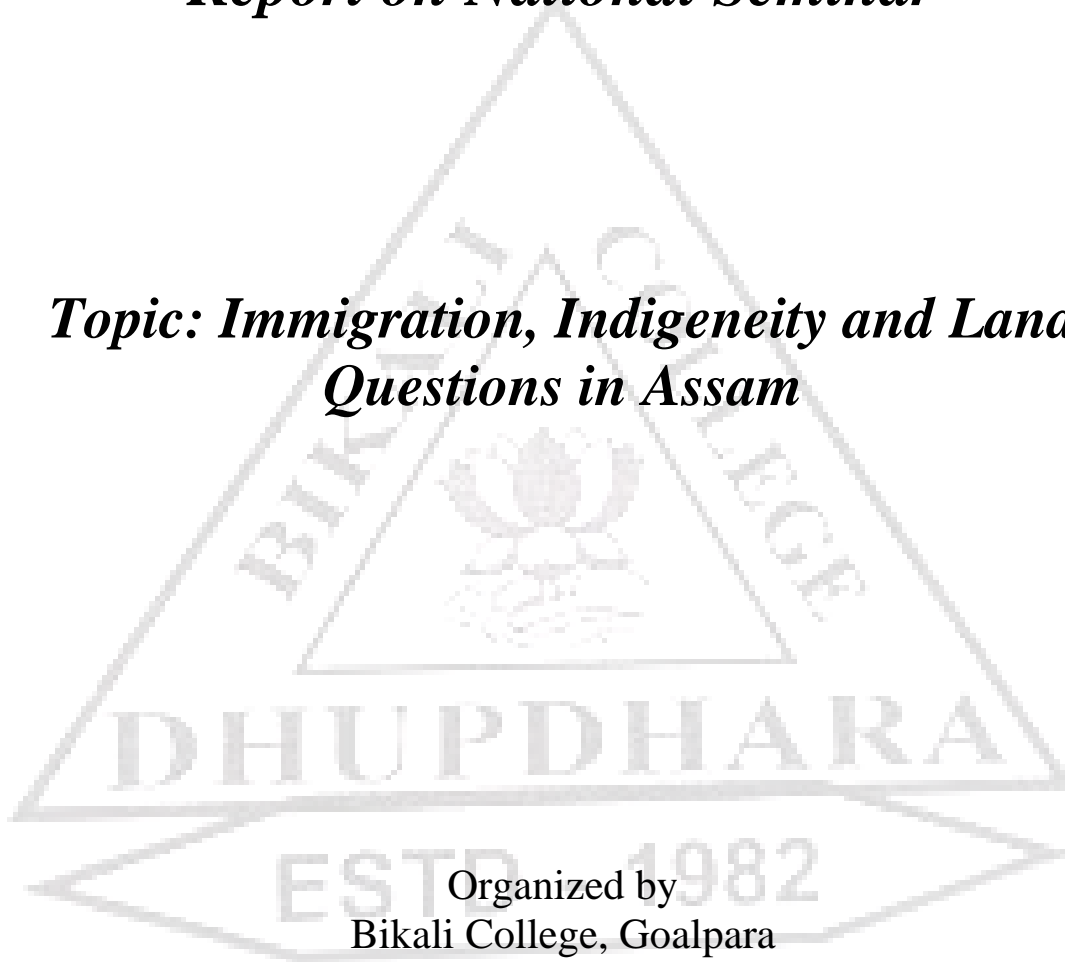 Report on National Seminar
Topic: Immigration, Indigeneity and Land
Questions in Assam
BIKALI COLLEGE
DHUPDHARA
ESTD - 1982
Organized by
Bikali College, Goalpara